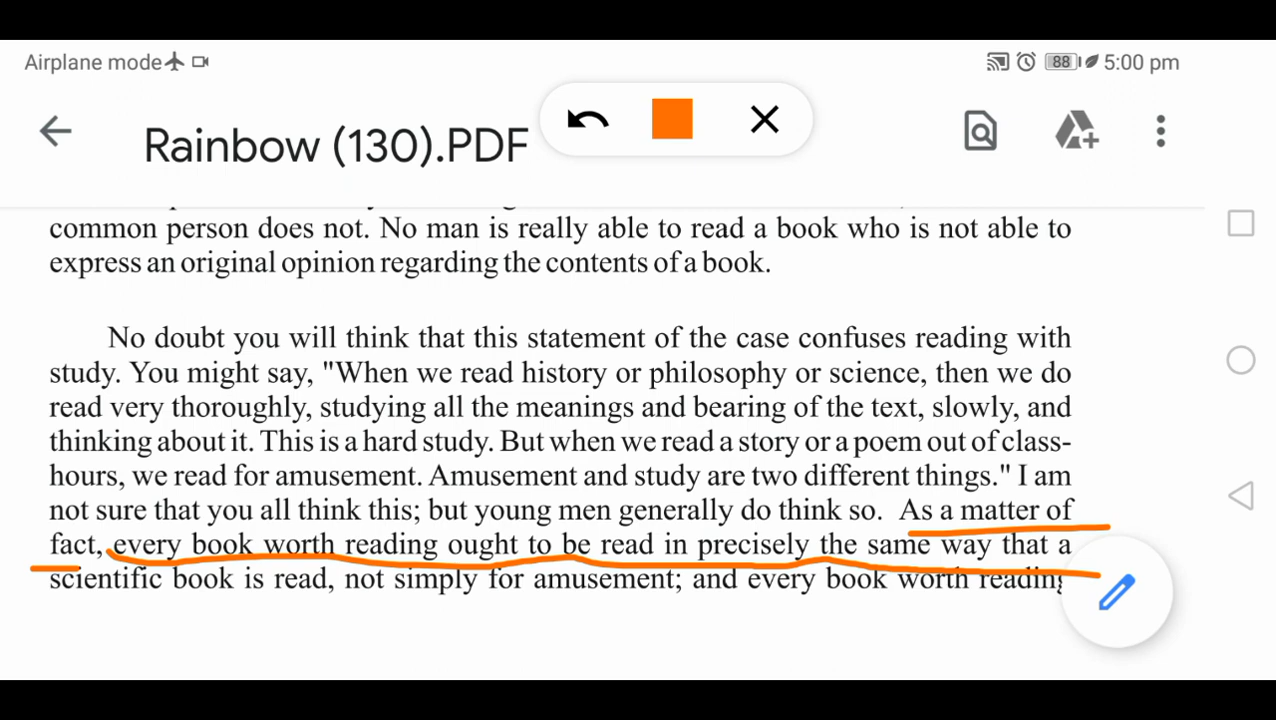 Airplane mode
88 5:00 pm
Rainbow (130).PDF
common person does not. No man is really able to read a book who is not able to
express an original opinion regarding the contents of a book.
No doubt you will think that this statement of the case confuses reading with
study. You might say, "When we read history or philosophy or science, then we do
read very thoroughly, studying all the meanings and bearing of the text, slowly, and
thinking about it. This is a hard study. But when we read a story or a poem out of class-
hours, we read for amusement. Amusement and study are two different things." I am
not sure that you all think this; but young men generally do think so. As a matter of
fact, every book worth reading ought to be read in precisely the same way that a
scientific book is read, not simply for amusement; and every book worth reading